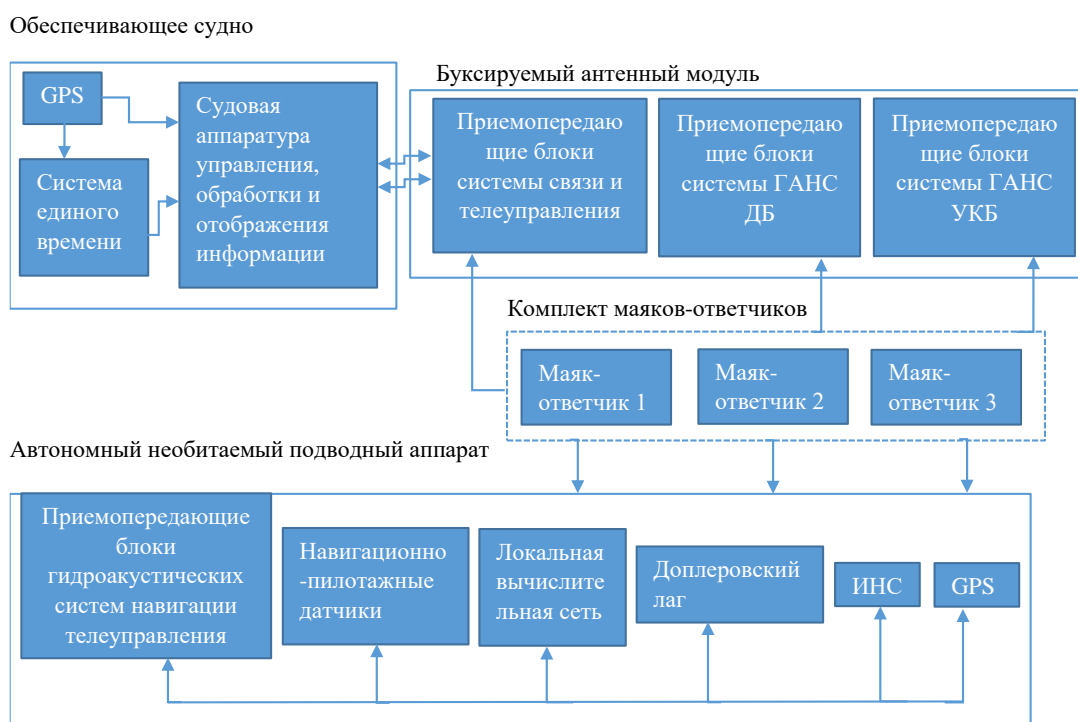 Обеспечивающее судно
GPS
Система
единого
времени
Судовая
аппаратура
управления,
обработки и
отображения
информации
Буксируемый антенный модуль
Приемопередаю
щие блоки
системы связи и
телеуправления
Приемопередаю
щие блоки
системы ГАНС
ДБ
Приемопередаю
щие блоки
системы ГАНС
УКБ
Комплект маяков-ответчиков
Маяк-
ответчик 1
Маяк-
ответчик 2
Маяк-
ответчик 3
Автономный необитаемый подводный аппарат
Приемопередающие
блоки
гидроакустических
систем навигации
телеуправления
Навигационно
-пилотажные
датчики
Локальная
вычислите
льная сеть
Доплеровский
лаг
ИНС
GPS